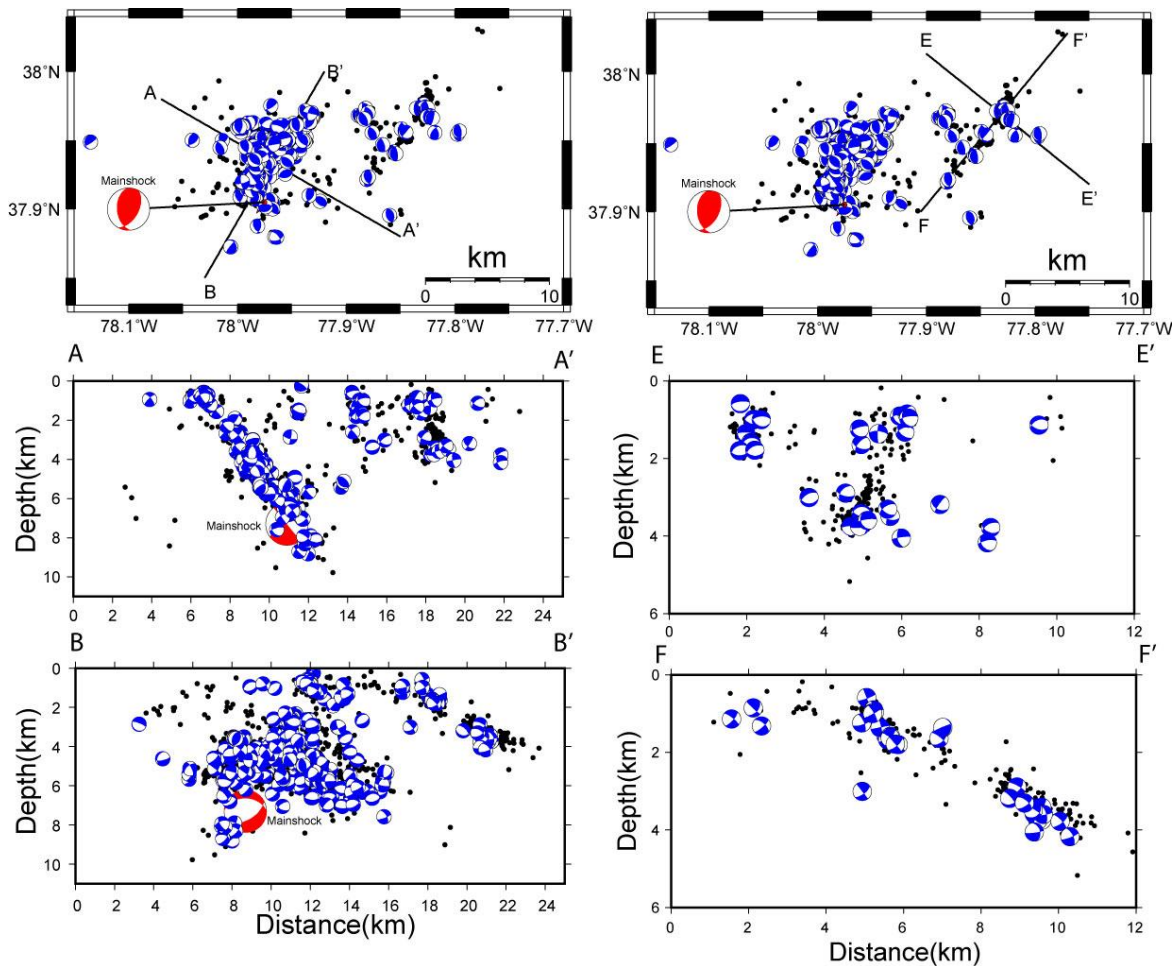 B'
A
38˚N
Mainshock
37.9˚N
A'
B
km
0 10
78.1˚W 78˚W 77.9˚W 77.8˚W 77.7˚W
E
F'
38˚N
Mainshock
37.9˚N
F
E'
km
0 10
78.1˚W 78˚W 77.9˚W 77.8˚W 77.7˚W
A A'
0
2
4
6
8
10
Depth(km)
Mainshock
0 2 4 6 8 10 12 14 16 18 20 22 24
E E'
0
2
4
6
Depth(km)
0 2 4 6 8 10 12
B B'
0
2
4
6
8
10
Depth(km)
Mainshock
0 2 4 6 8 10 12 14 16 18 20 22 24
Distance(km)
F F'
0
2
4
6
Depth(km)
0 2 4 6 8 10 12
Distance(km)